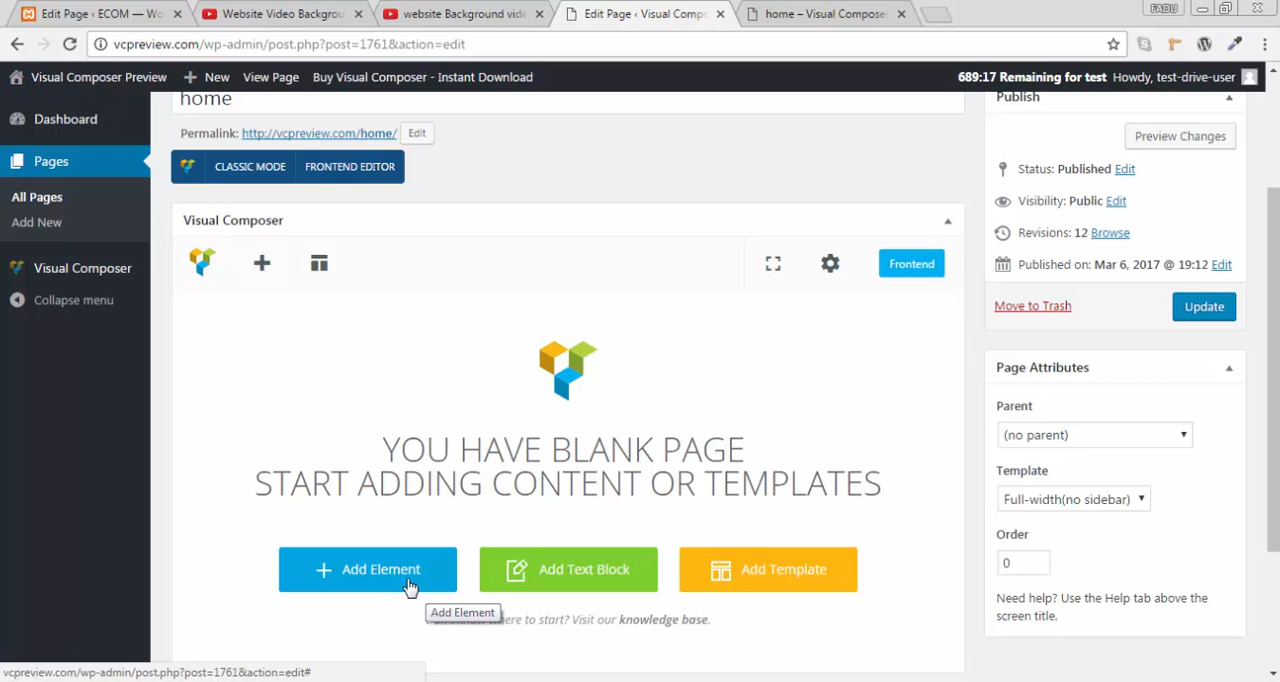 Edit Page ‹ ECOM — Wo
Website Video Backgrou
website Background vide
Edit Page ‹ Visual Compo
home – Visual Compose
FADU
vcpreview.com/wp-admin/post.php?post=1761&action=edit
Visual Composer Preview
New
View Page
Buy Visual Composer - Instant Download
689:17 Remaining for test
Howdy, test-drive-user
Dashboard
Pages
All Pages
Add New
Visual Composer
Collapse menu
home
Permalink: http://vcpreview.com/home/
Edit
CLASSIC MODE
FRONTEND EDITOR
Visual Composer
Frontend
YOU HAVE BLANK PAGE
START ADDING CONTENT OR TEMPLATES
Add Element
Add Text Block
Add Template
Add Element
where to start? Visit our knowledge base.
Publish
Preview Changes
Status: Published Edit
Visibility: Public Edit
Revisions: 12 Browse
Published on: Mar 6, 2017 @ 19:12 Edit
Move to Trash
Update
Page Attributes
Parent
(no parent)
Template
Full-width(no sidebar)
Order
0
Need help? Use the Help tab above the
screen title.
vcpreview.com/wp-admin/post.php?post=1761&action=edit#